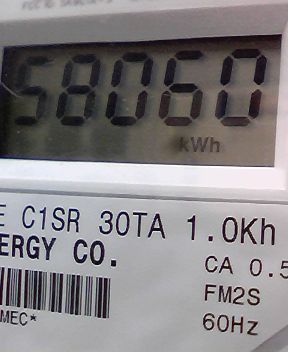 58060
kWh
E C1SR 30TA 1.0Kh
ERGY CO.
CA 0.5
FM2S
MEC*
60Hz